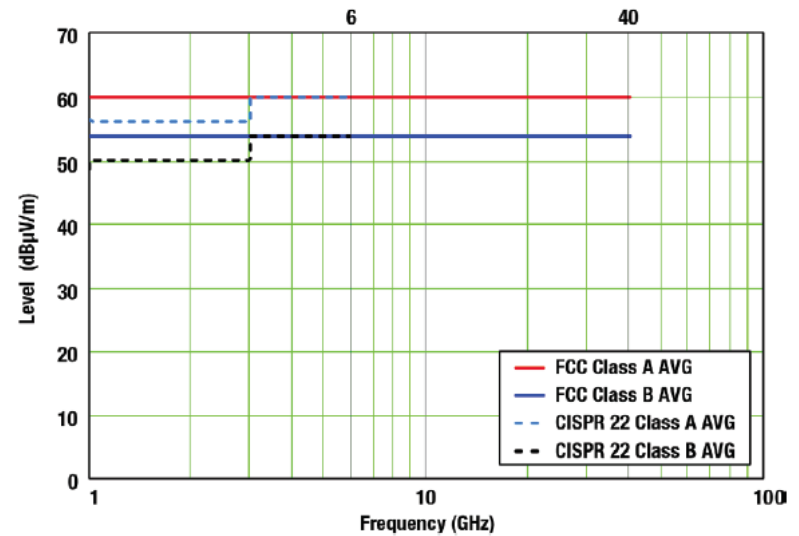 6 40
70
60
50
40
30
20
10
0
Level (dBµV/m)
FCC Class A AVG
FCC Class B AVG
CISPR 22 Class A AVG
CISPR 22 Class B AVG
1 10 100
Frequency (GHz)